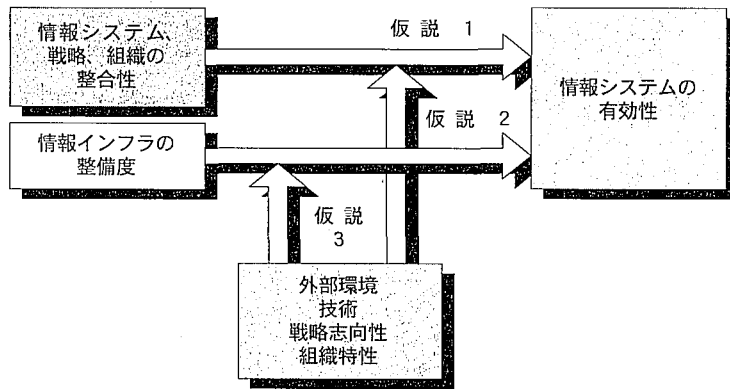 情報システム、
戦略、組織の
整合性
仮説 1
情報システムの
有効性
仮説 2
情報インフラの
整備度
仮説
3
外部環境
技術
戦略志向性
組織特性